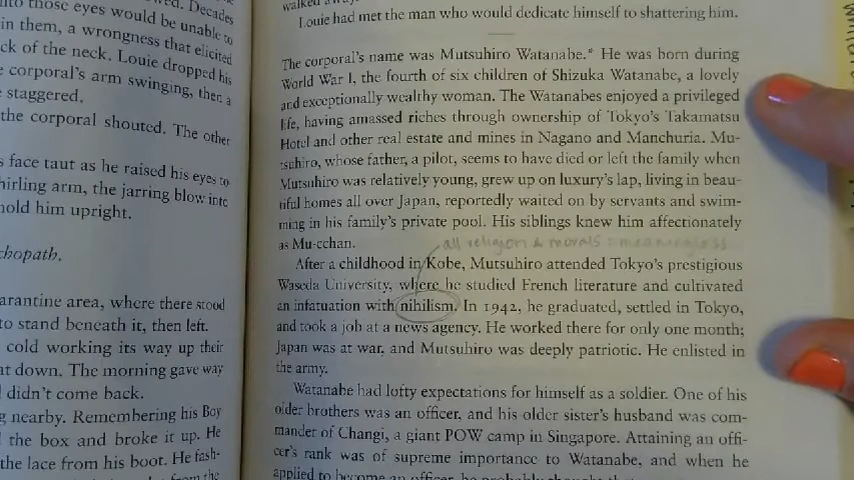 to those eyes would be unable to
in them, a wrongness that elicited
ck of the neck. Louie dropped his
corporal's arm swinging, then a
staggered.
the corporal shouted. The other
s face taut as he raised his eyes to
hirling arm, the jarring blow into
hold him upright.
chopath.
arantine area, where there stood
to stand beneath it, then left.
cold working its way up their
at down. The morning gave way
didn't come back.
g nearby. Remembering his Boy
the box and broke it up. He
the lace from his boot. He fash-
Louie had met the man who would dedicate himself to shattering him.
The corporal's name was Mutsuhiro Watanabe.* He was born during
World War I, the fourth of six children of Shizuka Watanabe, a lovely
and exceptionally wealthy woman. The Watanabes enjoyed a privileged
life, having amassed riches through ownership of Tokyo's Takamatsu
Hotel and other real estate and mines in Nagano and Manchuria. Mu-
tsuhiro, whose father, a pilot, seems to have died or left the family when
Mutsuhiro was relatively young, grew up on luxury's lap, living in beau-
tiful homes all over Japan, reportedly waited on by servants and swim-
ming in his family's private pool. His siblings knew him affectionately
as Mu-cchan.
all religion & morals = meaningless
After a childhood in Kobe, Mutsuhiro attended Tokyo's prestigious
Waseda University, where he studied French literature and cultivated
an infatuation with nihilism. In 1942, he graduated, settled in Tokyo,
and took a job at a news agency. He worked there for only one month;
Japan was at war, and Mutsuhiro was deeply patriotic. He enlisted in
the army.
Watanabe had lofty expectations for himself as a soldier. One of his
older brothers was an officer, and his older sister's husband was com-
mander of Changi, a giant POW camp in Singapore. Attaining an offi-
cer's rank was of supreme importance to Watanabe, and when he
applied to become an officer, he probably thought